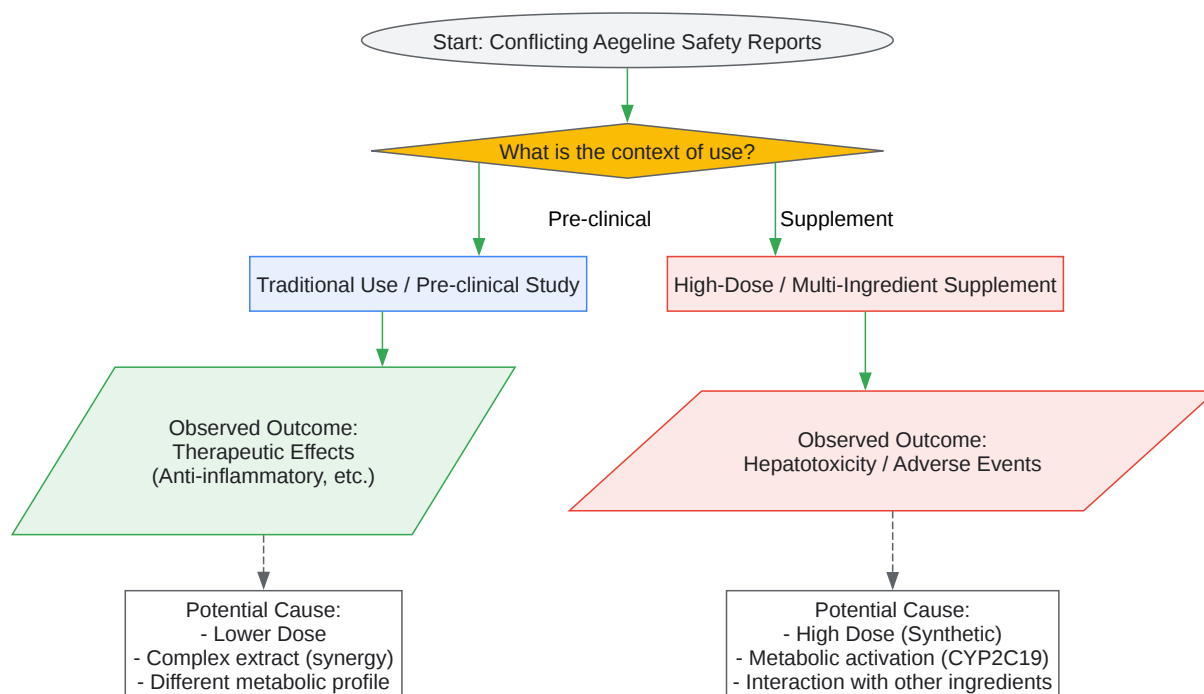 Start: Conflicting Aegeline Safety Reports
What is the context of use?
Pre-clinical
Supplement
Traditional Use / Pre-clinical Study
High-Dose / Multi-Ingredient Supplement
Observed Outcome:
Therapeutic Effects
(Anti-inflammatory, etc.)
Observed Outcome:
Hepatotoxicity / Adverse Events
Potential Cause:
- Lower Dose
- Complex extract (synergy)
- Different metabolic profile
Potential Cause:
- High Dose (Synthetic)
- Metabolic activation (CYP2C19)
- Interaction with other ingredients